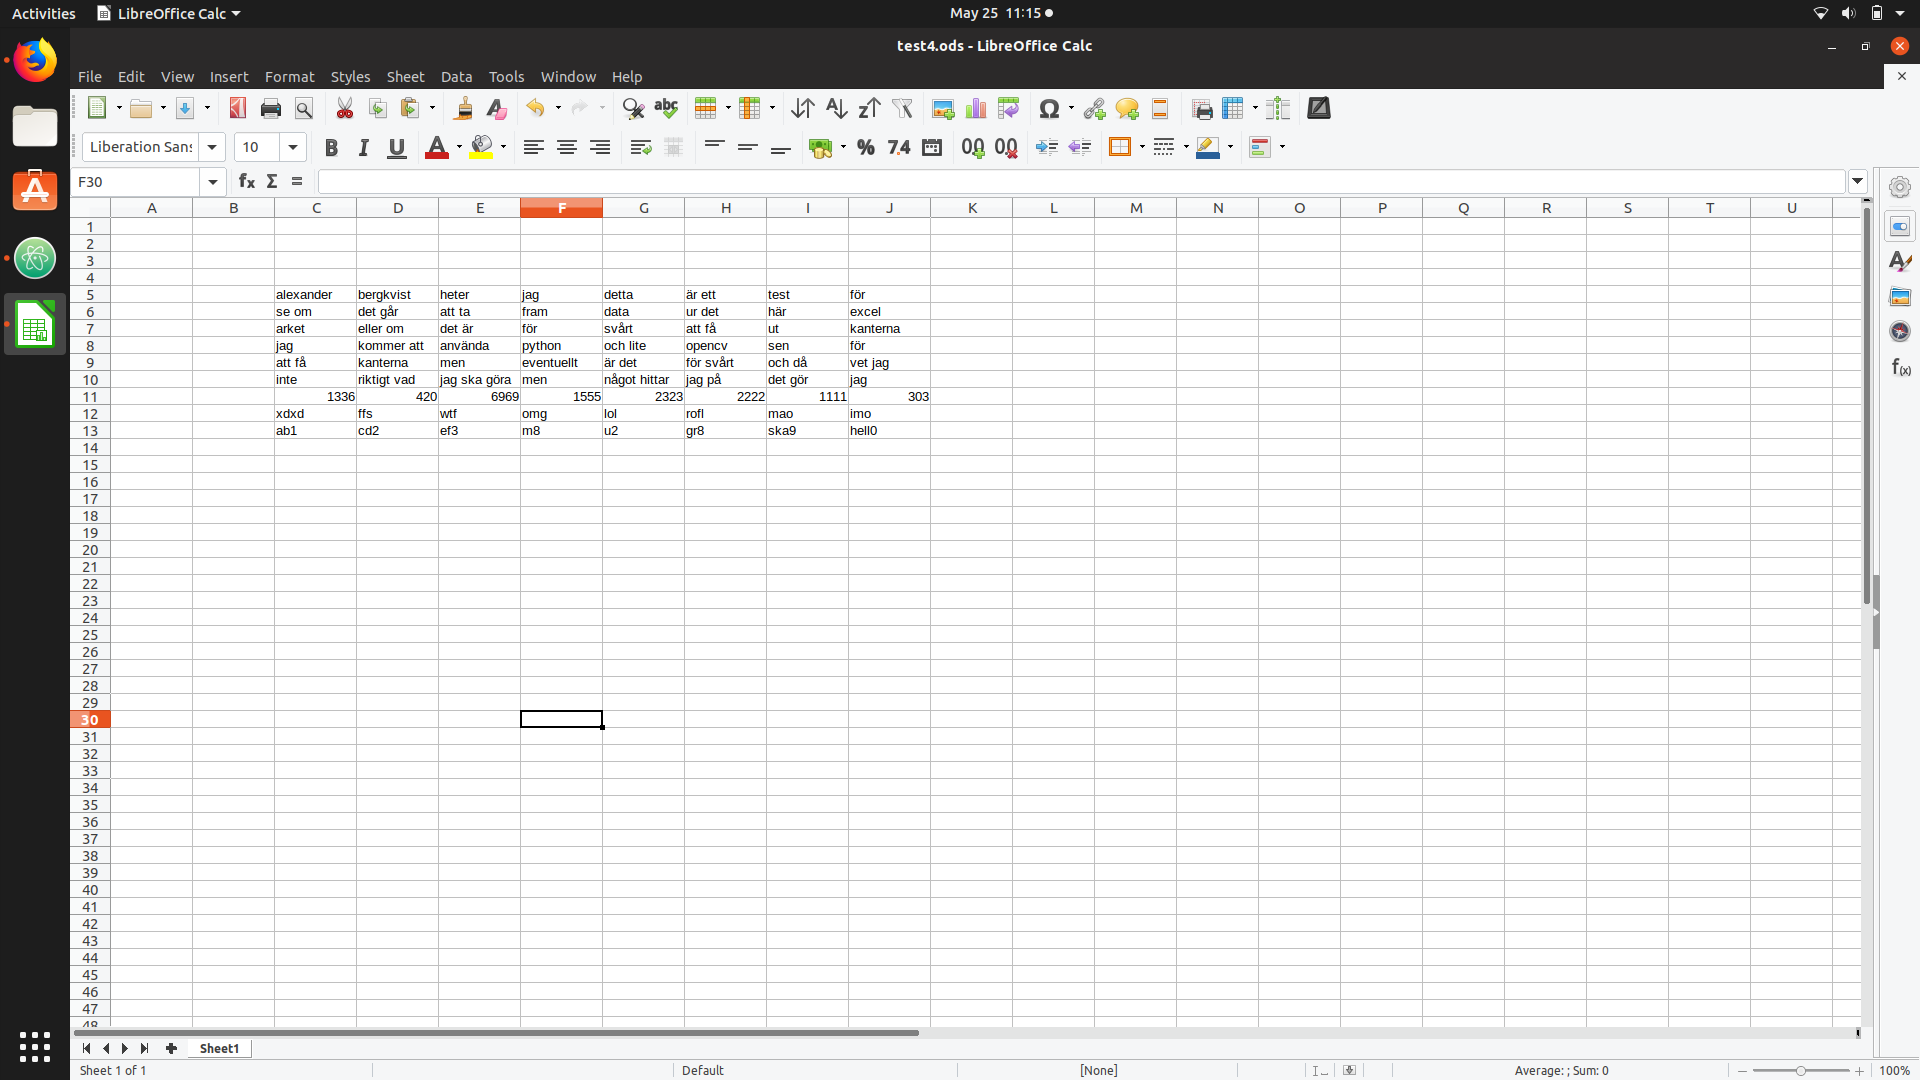 Activities LibreOffice Calc May 25 11:15
test4.ods - LibreOffice Calc
File Edit View Insert Format Styles Sheet Data Tools Window Help
Liberation Sans 10
F30
A B C D E F G H I J K L M N O P Q R S T U
1
2
3
4
5 alexander bergkvist heter jag detta är ett test för
6 se om det går att ta fram data ur det här excel
7 arket eller om det är för svårt att få ut kanterna
8 jag kommer att använda python och lite opencv sen för
9 att få kanterna men eventuellt är det för svårt och då vet jag
10 inte riktigt vad jag ska göra men något hittar jag på det gör jag
11 1336 420 6969 1555 2323 2222 1111 303
12 xdxd ffs wtf omg lol rofl mao imo
13 ab1 cd2 ef3 m8 u2 gr8 ska9 hell0
14
15
16
17
18
19
20
21
22
23
24
25
26
27
28
29
30
31
32
33
34
35
36
37
38
39
40
41
42
43
44
45
46
47
48
Sheet1
Sheet 1 of 1 Default [None] Average: ; Sum: 0 100%